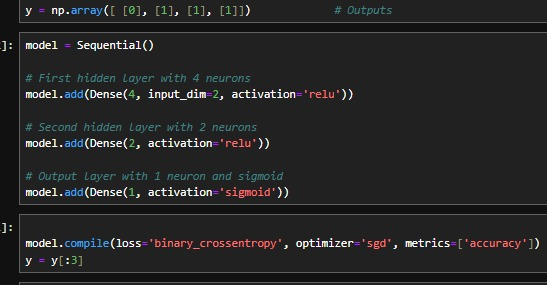 y = np.array([ [0], [1], [1], [1]])                # Outputs
]:
model = Sequential()
# First hidden layer with 4 neurons
model.add(Dense(4, input_dim=2, activation='relu'))
# Second hidden layer with 2 neurons
model.add(Dense(2, activation='relu'))
# Output layer with 1 neuron and sigmoid
model.add(Dense(1, activation='sigmoid'))
]:
model.compile(loss='binary_crossentropy', optimizer='sgd', metrics=['accuracy'])
y = y[:3]